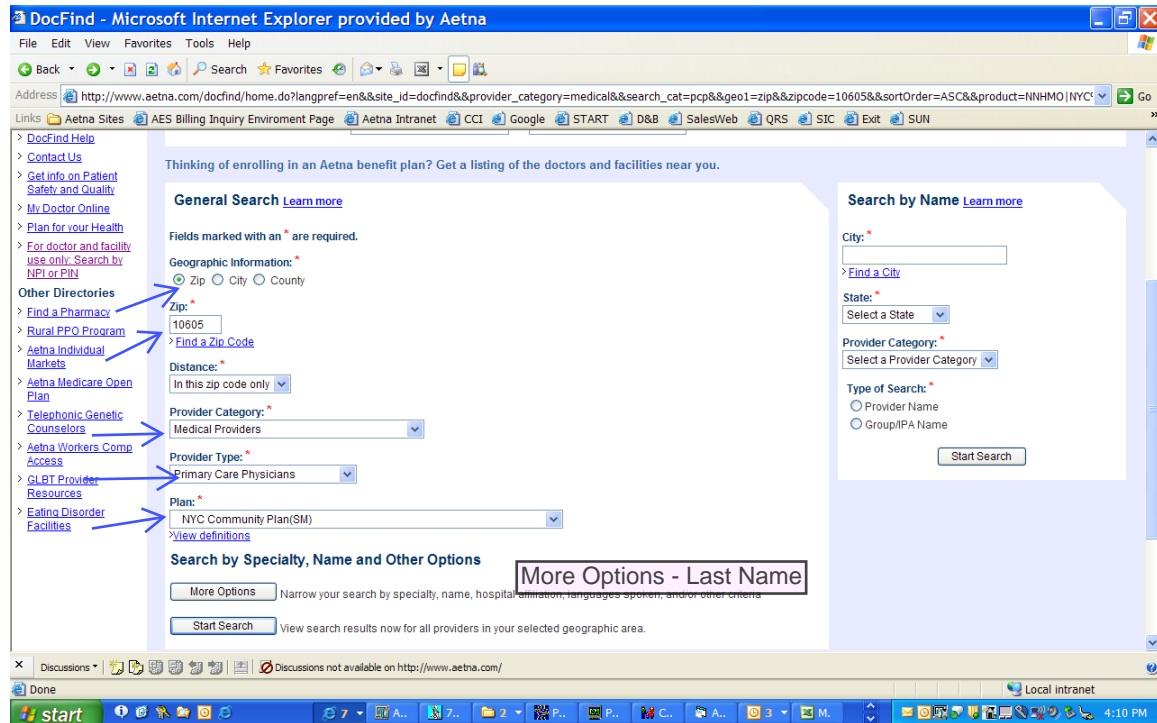 DocFind - Microsoft Internet Explorer provided by Aetna
File Edit View Favorites Tools Help
Back Search Favorites
Address http://www.aetna.com/docfind/home.do?langpref=en&&site_id=docfind&&provider_category=medical&&search_cat=pcp&&geo1=zip&&zipcode=10605&&sortOrder=ASC&&product=NNHMO|NYC Go
Links Aetna Sites AES Billing Inquiry Enviroment Page Aetna Intranet CCI Google START D&B SalesWeb QRS SIC Exit SUN
> DocFind Help
> Contact Us
> Get info on Patient
Safety and Quality
> My Doctor Online
> Plan for your Health
> For doctor and facility
use only: Search by
NPI or PIN
Other Directories
> Find a Pharmacy
> Rural PPO Program
> Aetna Individual
Markets
> Aetna Medicare Open
Plan
> Telephonic Genetic
Counselors
> Aetna Workers Comp
Access
> GLBT Provider
Resources
> Eating Disorder
Facilities
Thinking of enrolling in an Aetna benefit plan? Get a listing of the doctors and facilities near you.
General Search Learn more
Fields marked with an * are required.
Geographic Information: *
Zip City County
Zip: *
10605
> Find a Zip Code
Distance: *
In this zip code only
Provider Category: *
Medical Providers
Provider Type: *
Primary Care Physicians
Plan: *
NYC Community Plan(SM)
>View definitions
Search by Specialty, Name and Other Options
More Options - Last Name
More Options Narrow your search by specialty, name, hospital affiliation, languages spoken, and/or other criteria
Start Search View search results now for all providers in your selected geographic area.
Search by Name Learn more
City: *
> Find a City
State: *
Select a State
Provider Category: *
Select a Provider Category
Type of Search: *
Provider Name
Group/IPA Name
Start Search
Discussions Discussions not available on http://www.aetna.com/
Done Local intranet
start 7 A.. 7.. 2 P.. P.. C.. A.. 3 M. 4:10 PM